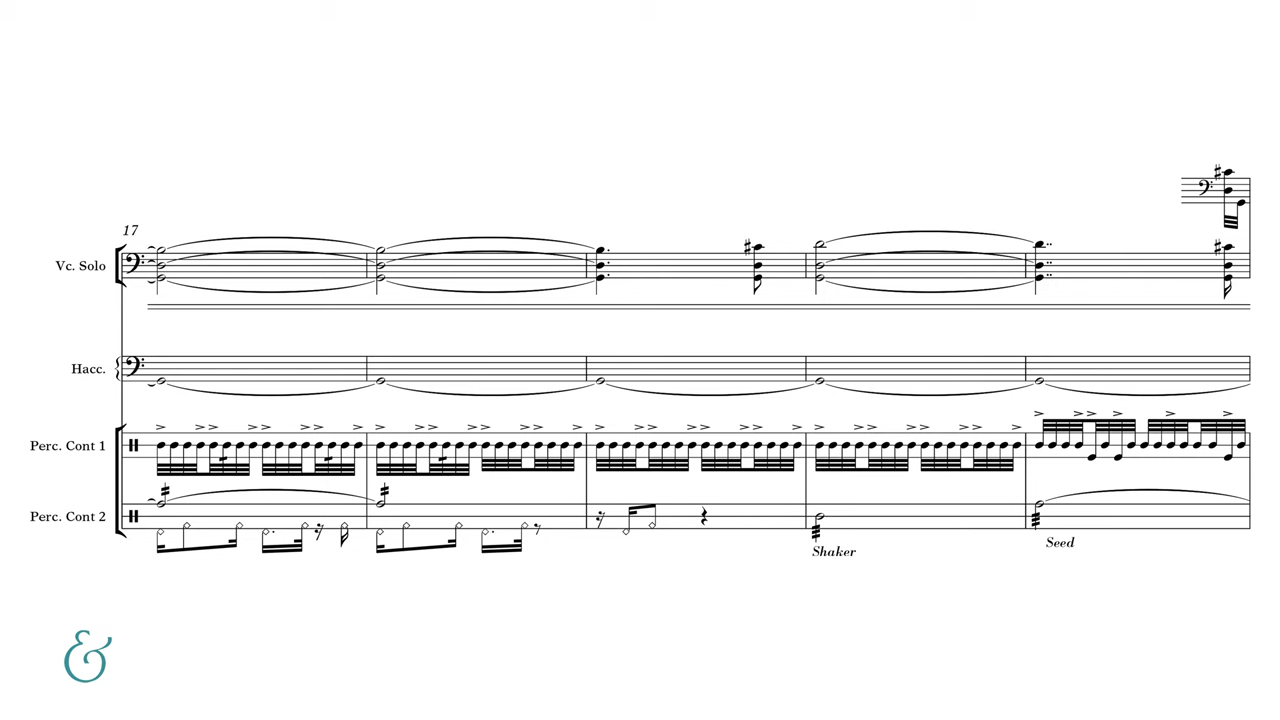 17
Vc. Solo
Hacc.
Perc. Cont 1
Perc. Cont 2
Shaker
Seed
&